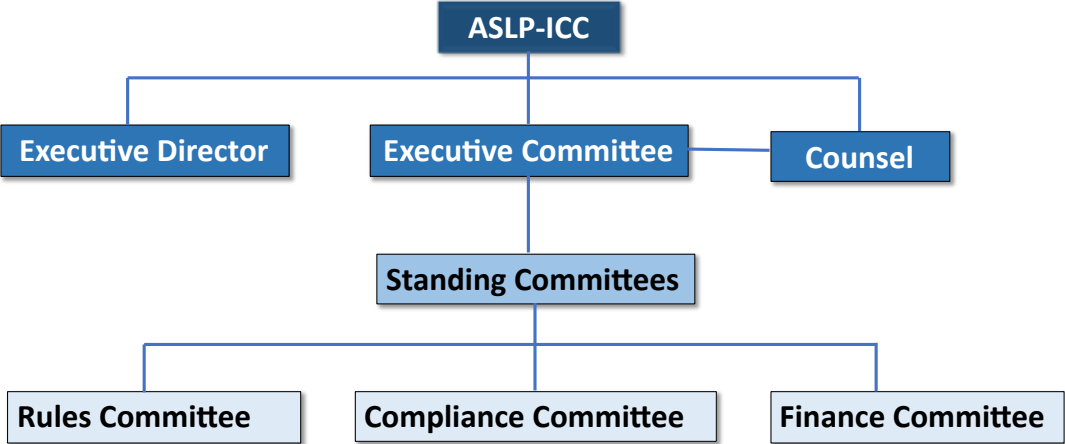 ASLP-ICC
Executive Director
Executive Committee
Counsel
Standing Committees
Rules Committee
Compliance Committee
Finance Committee